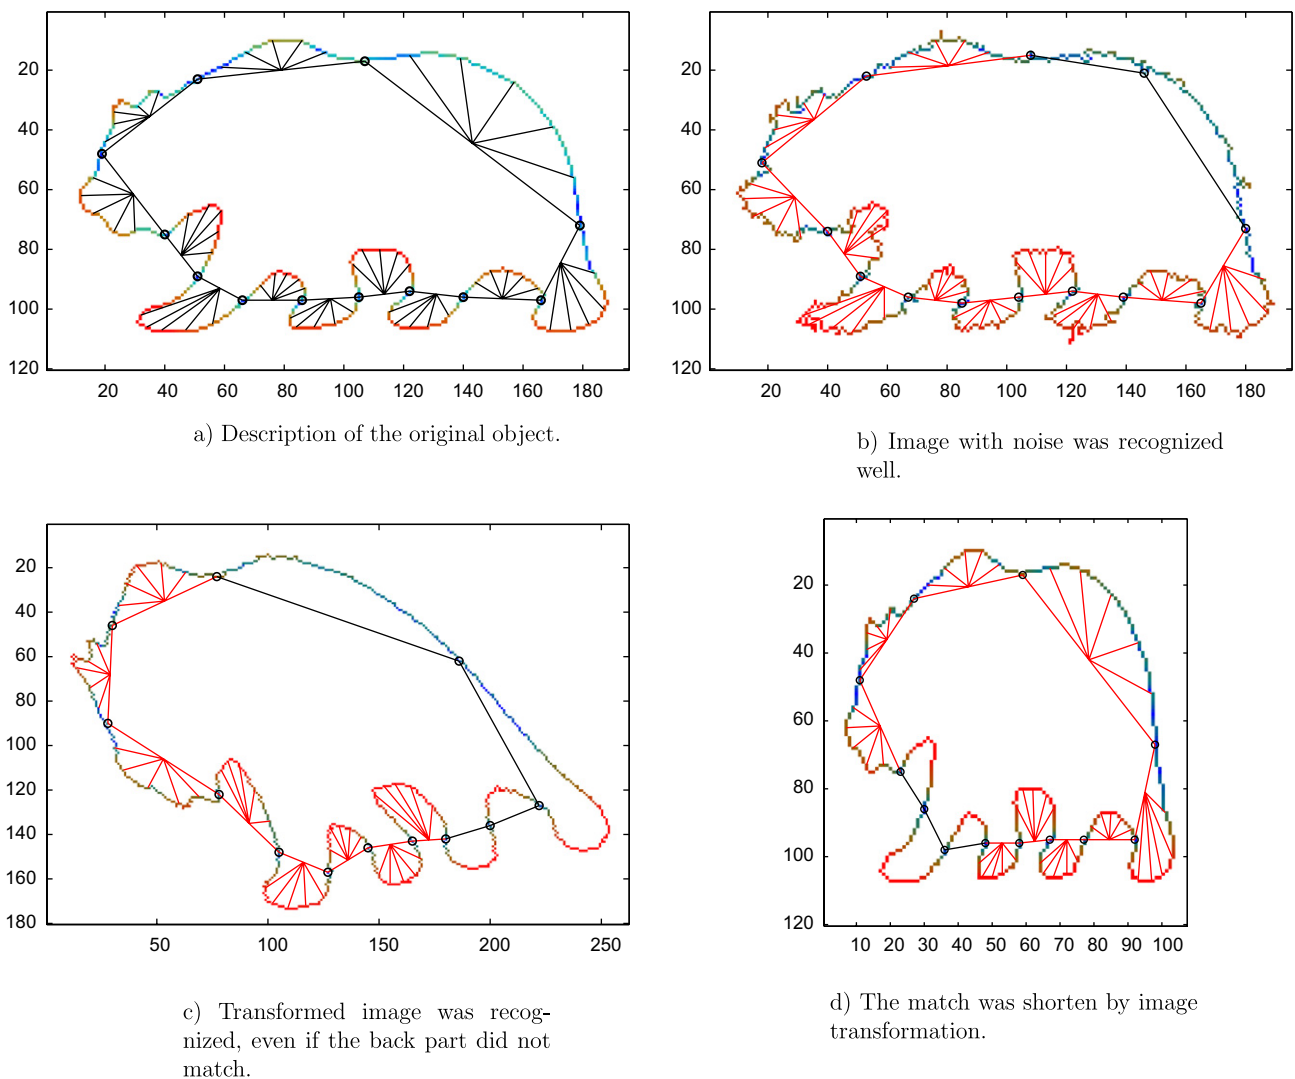 20
40
60
80
100
120
20 40 60 80 100 120 140 160 180
a) Description of the original object.
20
40
60
80
100
120
20 40 60 80 100 120 140 160 180
b) Image with noise was recognized
well.
20
40
60
80
100
120
140
160
180
50 100 150 200 250
c) Transformed image was recog-
nized, even if the back part did not
match.
20
40
60
80
100
120
10 20 30 40 50 60 70 80 90 100
d) The match was shorten by image
transformation.